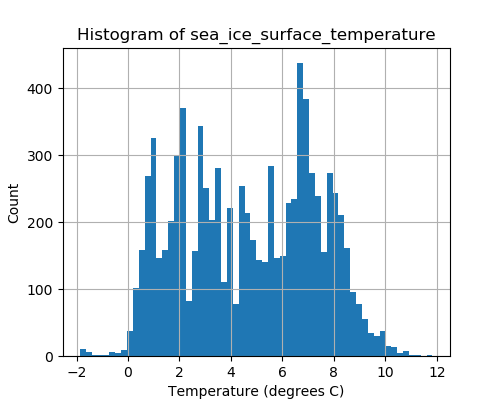 Histogram of sea_ice_surface_temperature
400
300
200
100
0
Count
−2 0 2 4 6 8 10 12
Temperature (degrees C)